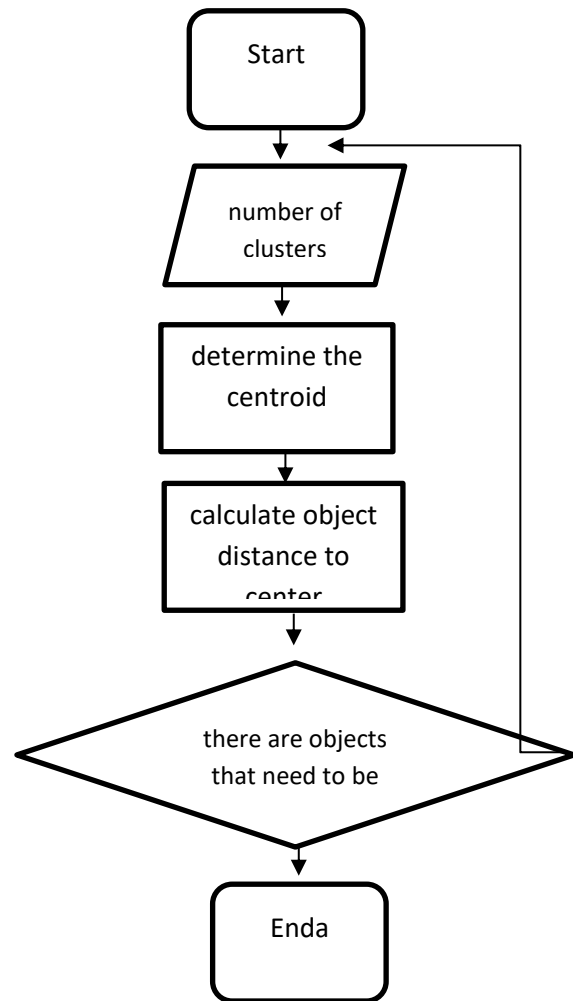 Start
number of
clusters
determine the
centroid
calculate object
distance to
center
there are objects
that need to be
Enda